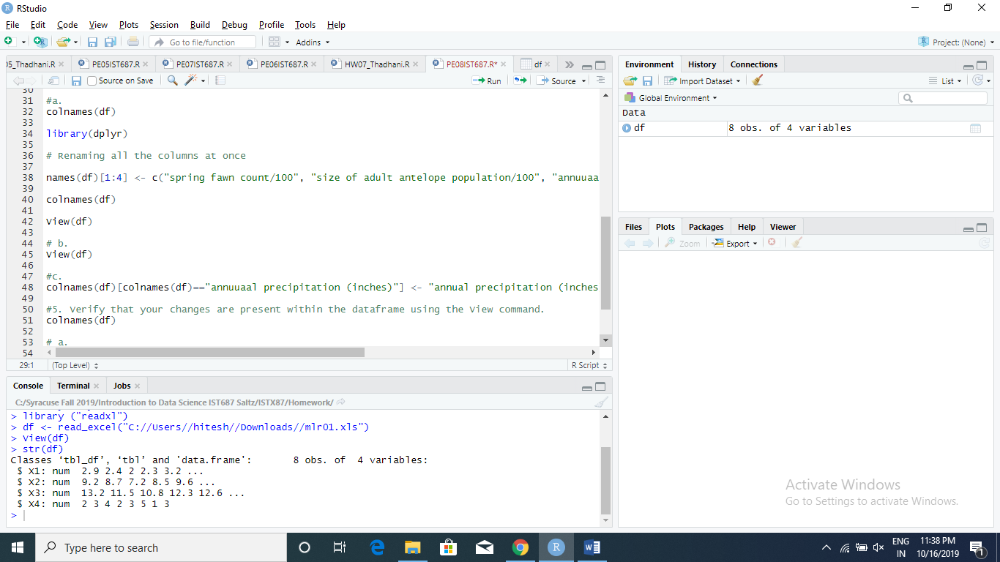 RStudio
File Edit Code View Plots Session Build Debug Profile Tools Help
Go to file/function Addins Project: (None)
05_Thadhani.R PE05IST687.R PE07IST687.R PE06IST687.R HW07_Thadhani.R PE08IST687.R* df
Source on Save Run Source
30
31 #a.
32 colnames(df)
33
34 library(dplyr)
35
36 # Renaming all the columns at once
37
38 names(df)[1:4] <- c("spring fawn count/100", "size of adult antelope population/100", "annuuaa
39
40 colnames(df)
41
42 View(df)
43
44 # b.
45 View(df)
46
47 #c.
48 colnames(df)[colnames(df)=="annuuaal precipitation (inches)"] <- "annual precipitation (inches
49
50 #5. Verify that your changes are present within the dataframe using the View command.
51 colnames(df)
52
53 # a.
54
29:1 (Top Level) R Script
Console Terminal Jobs
C:/Syracuse Fall 2019/Introduction to Data Science IST687 Saltz/ISTX87/Homework/
> library ("readxl")
> df <- read_excel("C://Users//hitesh//Downloads//mlr01.xls")
> View(df)
> str(df)
Classes ‘tbl_df’, ‘tbl’ and 'data.frame': 8 obs. of 4 variables:
$ X1: num 2.9 2.4 2 2.3 3.2 ...
$ X2: num 9.2 8.7 7.2 8.5 9.6 ...
$ X3: num 13.2 11.5 10.8 12.3 12.6 ...
$ X4: num 2 3 4 2 3 5 1 3
>
Environment History Connections
Import Dataset List
Global Environment
Data
df 8 obs. of 4 variables
Files Plots Packages Help Viewer
Zoom Export
Activate Windows
Go to Settings to activate Windows.
Type here to search
ENG 11:38 PM
IN 10/16/2019
1